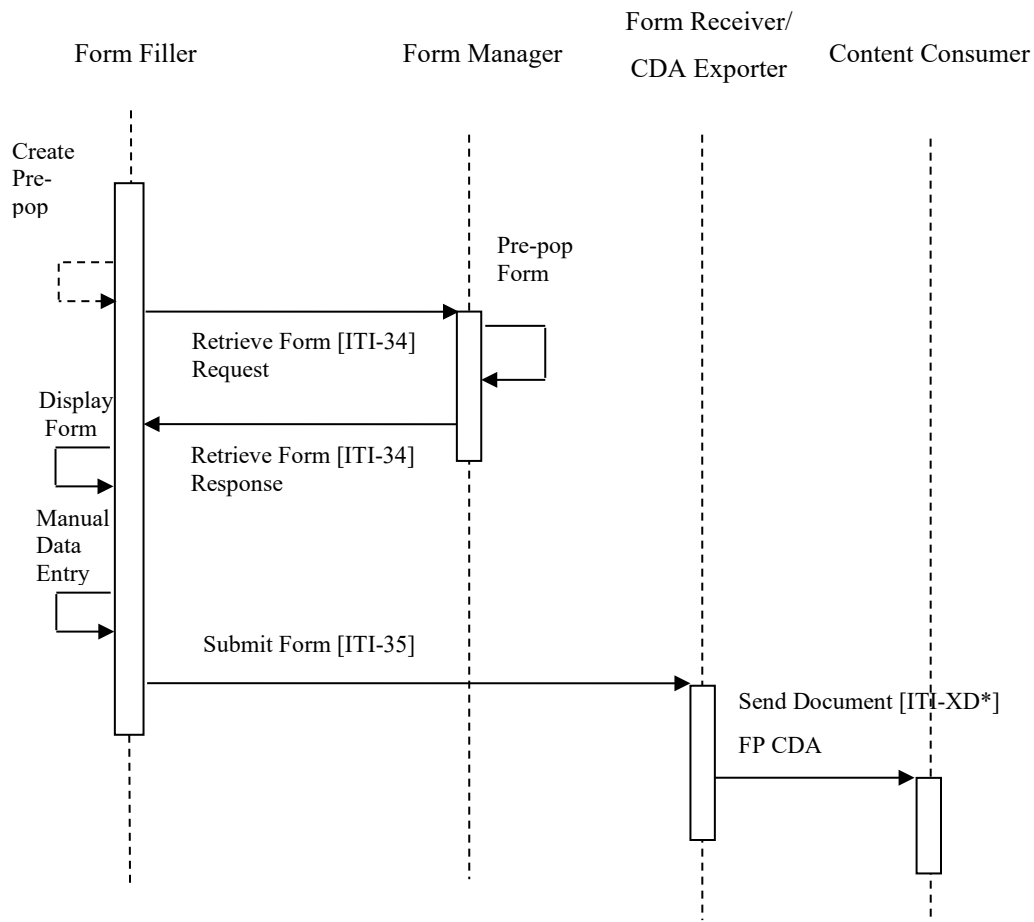 Form Filler
Form Manager
Form Receiver/
CDA Exporter
Content Consumer
Create
Pre-
pop
Pre-pop
Form
Retrieve Form [ITI-34]
Request
Display
Form
Retrieve Form [ITI-34]
Response
Manual
Data
Entry
Submit Form [ITI-35]
Send Document [ITI-XD*]
FP CDA